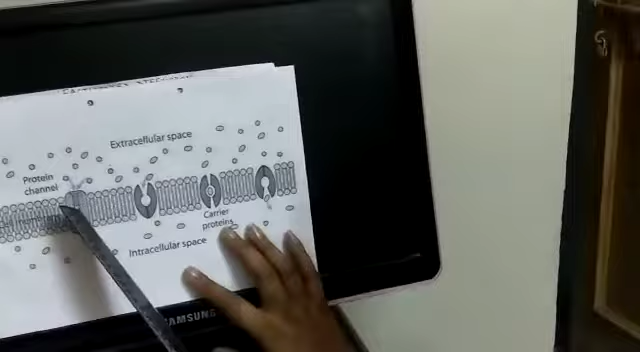 Extracellular space
Protein
channel
Carrier
proteins
Intracellular space
SAMSUNG